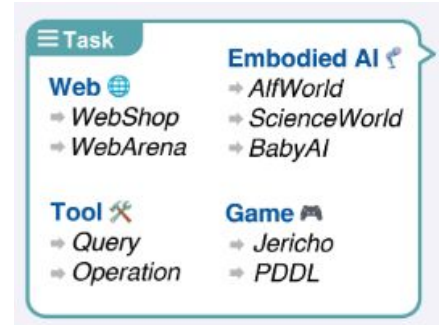 Task
Web
WebShop
WebArena
Embodied AI
AlfWorld
ScienceWorld
BabyAI
Tool
Query
Operation
Game
Jericho
PDDL